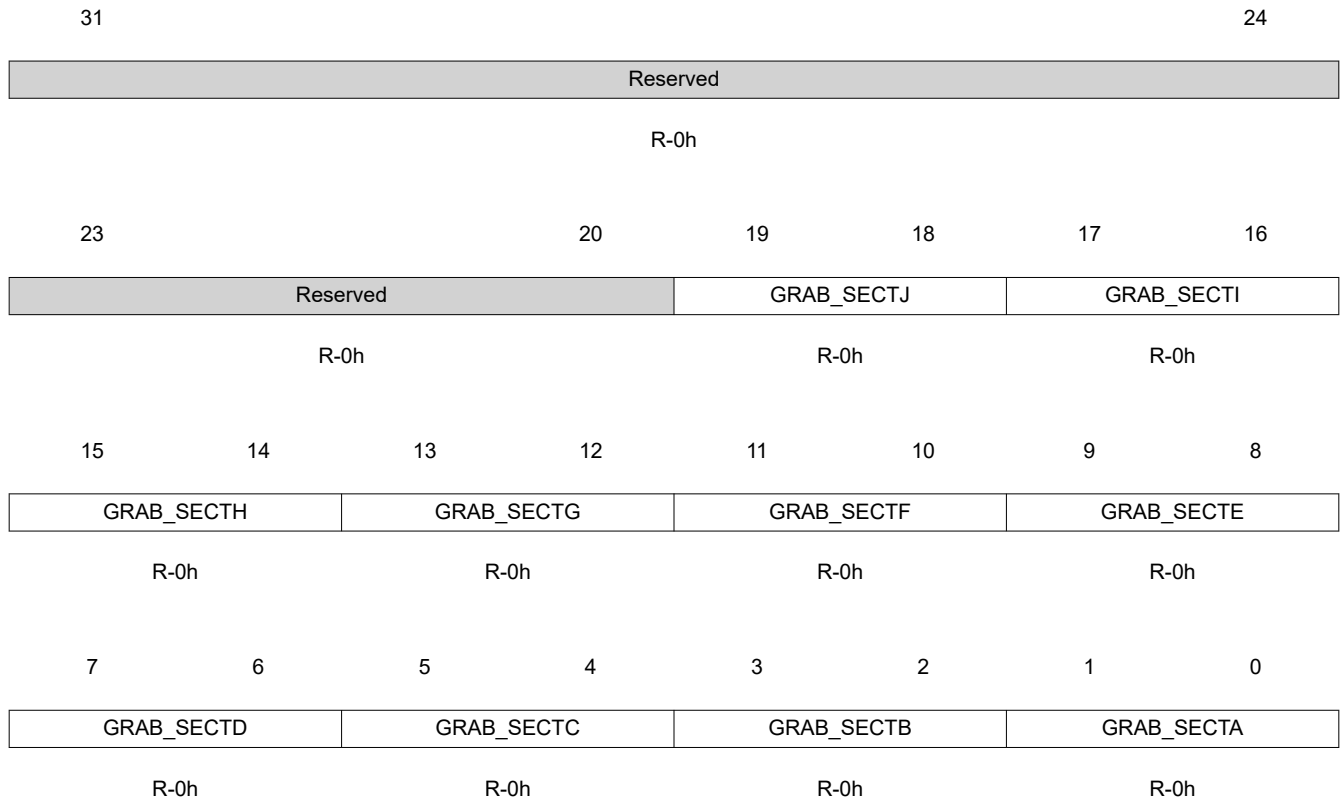 31 24
Reserved
R-0h
23 20 19 18 17 16
Reserved GRAB_SECTJ GRAB_SECTI
R-0h R-0h R-0h
15 14 13 12 11 10 9 8
GRAB_SECTH GRAB_SECTG GRAB_SECTF GRAB_SECTE
R-0h R-0h R-0h R-0h
7 6 5 4 3 2 1 0
GRAB_SECTD GRAB_SECTC GRAB_SECTB GRAB_SECTA
R-0h R-0h R-0h R-0h